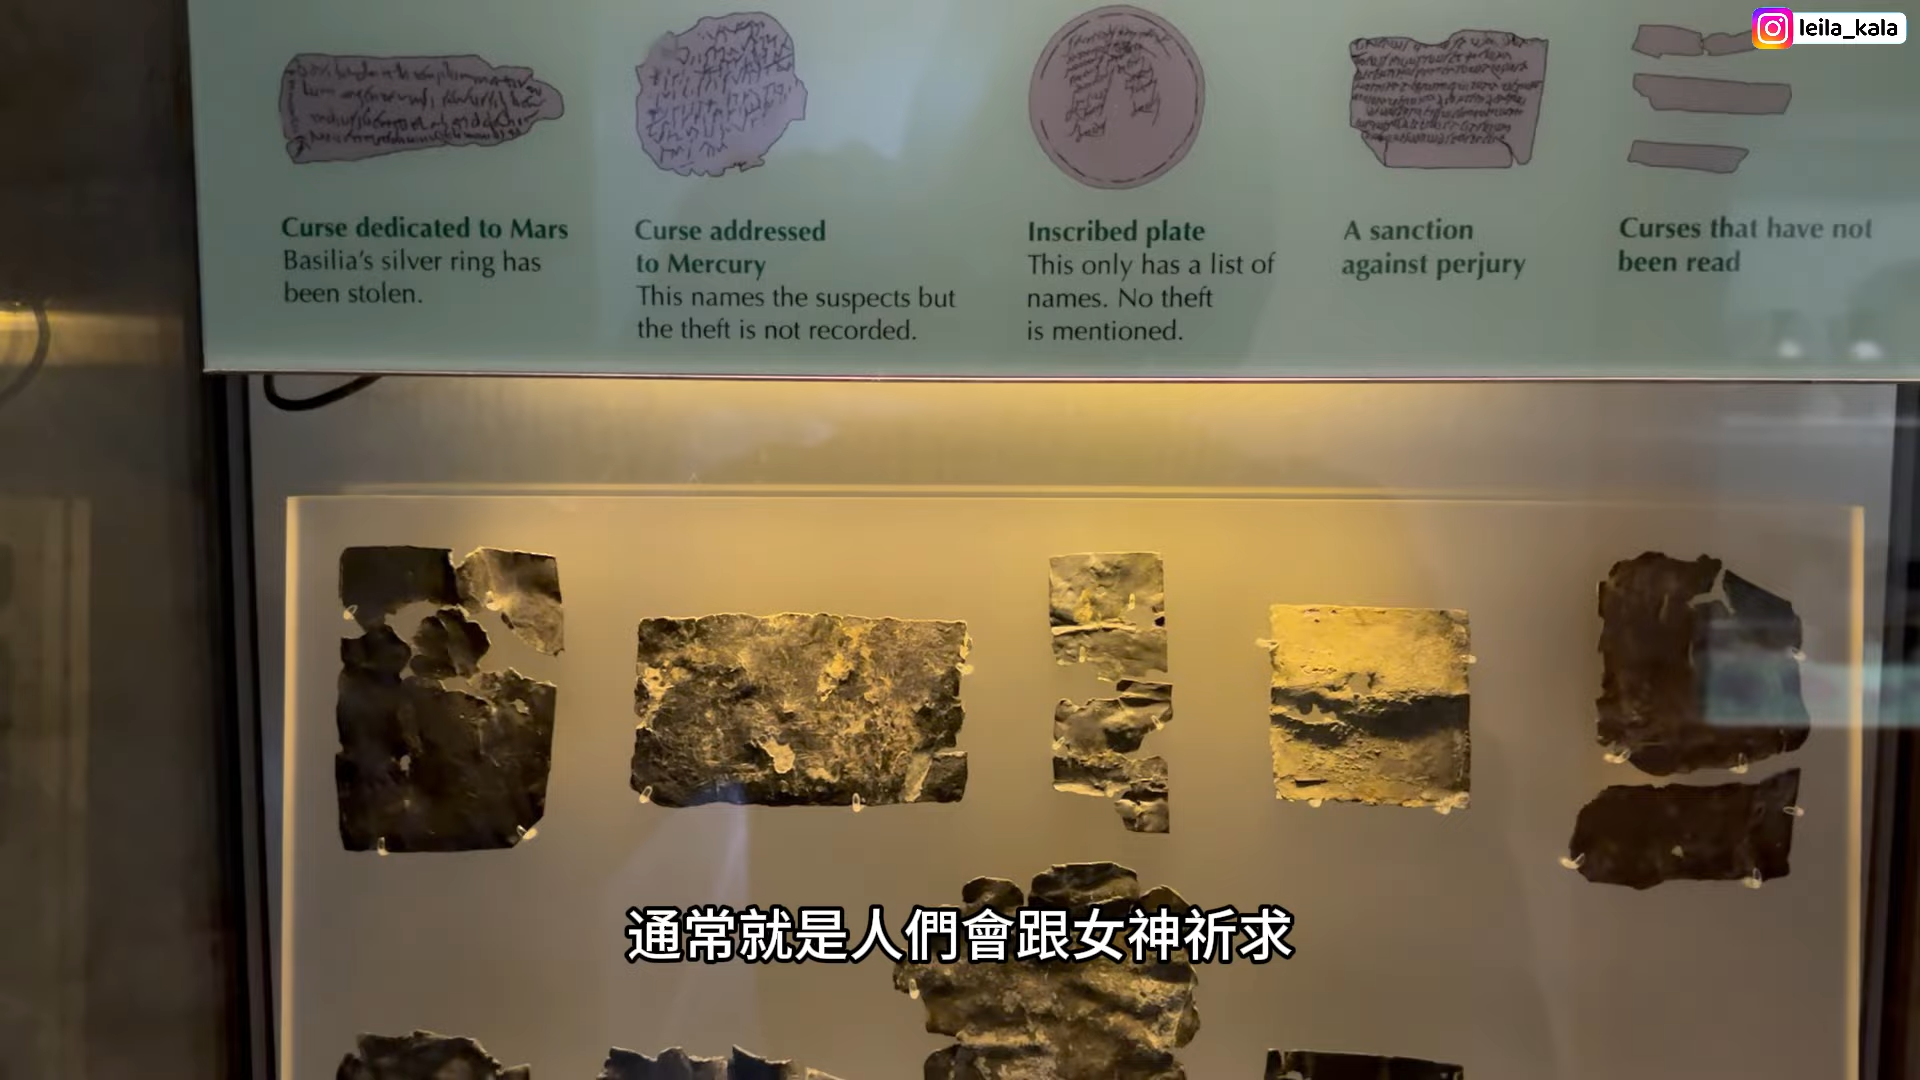 leila_kala
Curse dedicated to Mars
Basilia's silver ring has
been stolen.
Curse addressed
to Mercury
This names the suspects but
the theft is not recorded.
Inscribed plate
This only has a list of
names. No theft
is mentioned.
A sanction
against perjury
Curses that have not
been read
通常就是人們會跟女神祈求